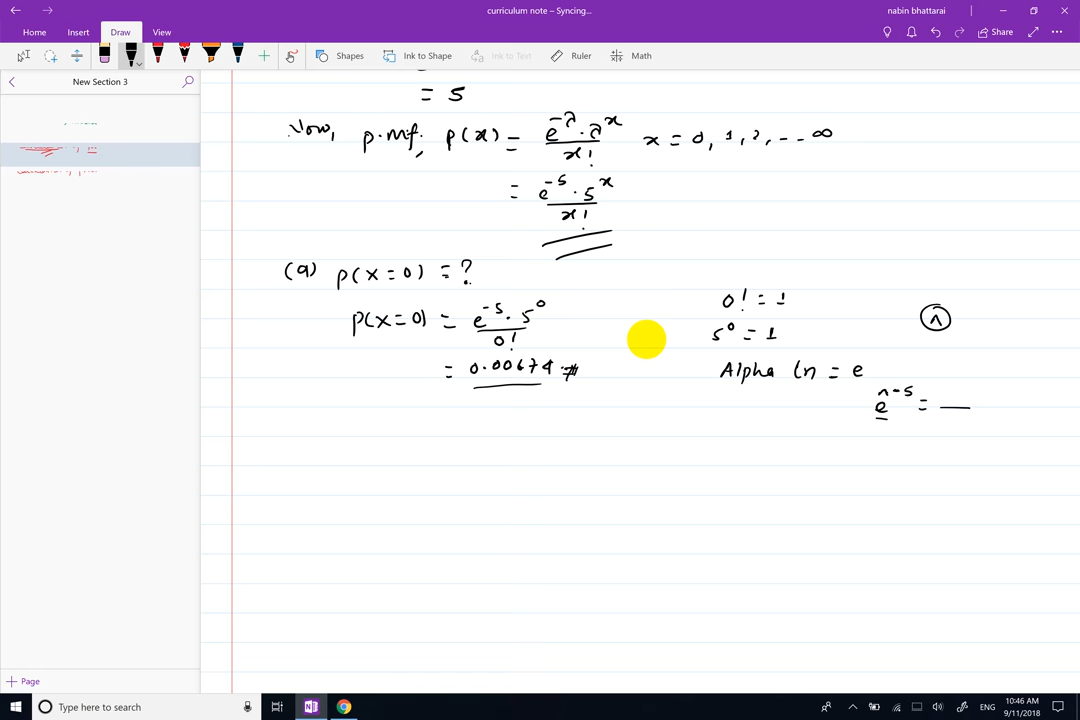 curriculum note – Syncing...
nabin bhattarai
Home Insert Draw View
Share
Shapes Ink to Shape Ink to Text Ruler Math
New Section 3
= 5
Now, p.mf, p(x) = e^-λ · λ^x / x! x = 0, 1, 2, -- ∞
= e^-5 · 5^x / x!
(a) p(x = 0) = ?
p(x = 0) = e^-5 · 5^0 / 0!
= 0.00674 #
0! = 1
5^0 = 1
Alpha ln = e
e^ʌ-5 = —
^
Page
Type here to search
ENG
10:46 AM
9/11/2018